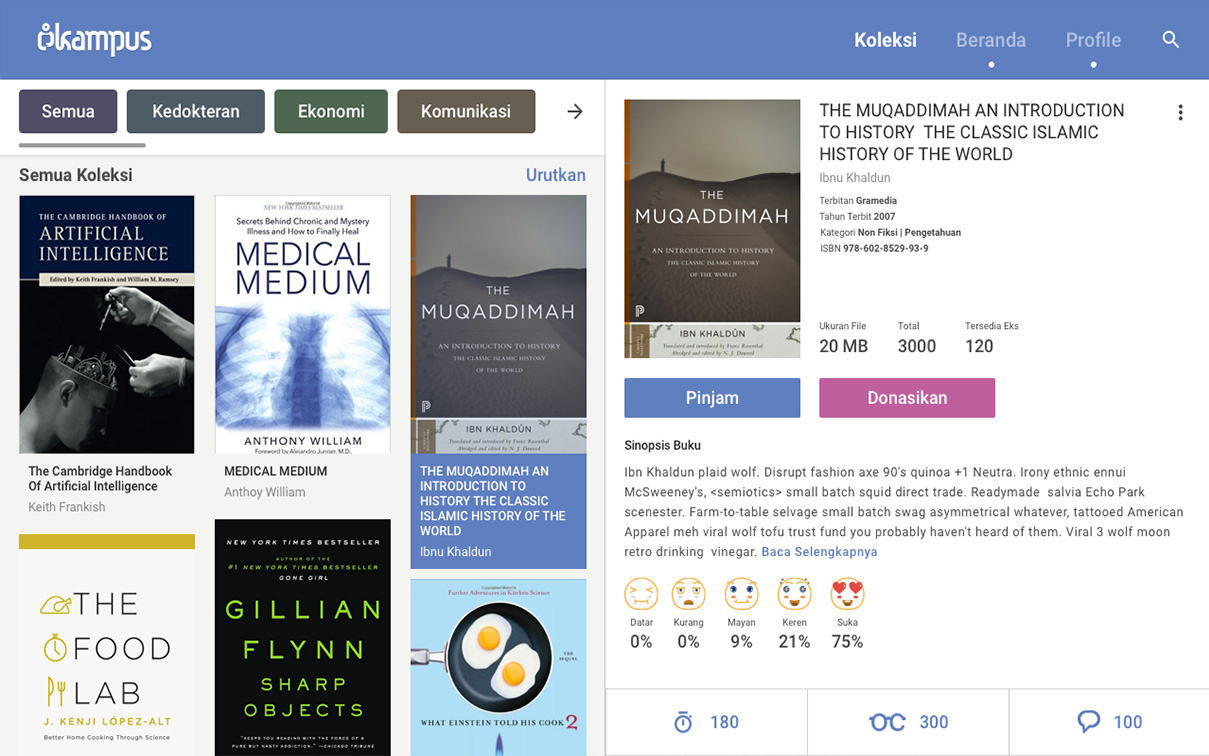 ikampus
Koleksi
Beranda
Profile
Semua
Kedokteran
Ekonomi
Komunikasi
Semua Koleksi
Urutkan
THE CAMBRIDGE HANDBOOK OF
ARTIFICIAL
INTELLIGENCE
Edited by Keith Frankish and William M. Ramsey
The Cambridge Handbook
Of Artificial Intelligence
Keith Frankish
Copyrighted Material
NEW YORK TIMES BESTSELLER
Secrets Behind Chronic and Mystery
Illness and How to Finally Heal
MEDICAL
MEDIUM
ANTHONY WILLIAM
Foreword by Alejandro Junger, M.D.,
MEDICAL MEDIUM
Anthoy William
THE
MUQADDIMAH
AN INTRODUCTION TO HISTORY
THE CLASSIC ISLAMIC HISTORY
OF THE WORLD
IBN KHALDÛN
Translated and introduced by Franz Rosenthal
Abridged and edited by N. J. Dawood
THE MUQADDIMAH AN
INTRODUCTION TO
HISTORY THE CLASSIC
ISLAMIC HISTORY OF THE
WORLD
Ibnu Khaldun
THE
FOOD
LAB
J. KENJI LÓPEZ-ALT
Better Home Cooking Through Science
NEW YORK TIMES BESTSELLER
AUTHOR OF THE
#1 NEW YORK TIMES BESTSELLER
GONE GIRL
GILLIAN
FLYNN
SHARP
OBJECTS
"KEEPS YOU READING WITH THE FORCE OF A
PURE BUT NASTY ADDICTION." —CHICAGO TRIBUNE
Copyrighted Material
Further Adventures in Kitchen Science
THE
SEQUEL
WHAT EINSTEIN TOLD HIS COOK 2
THE
MUQADDIMAH
AN INTRODUCTION TO HISTORY
THE CLASSIC ISLAMIC HISTORY
OF THE WORLD
IBN KHALDÛN
Translated and introduced by Franz Rosenthal
Abridged and edited by N. J. Dawood
THE MUQADDIMAH AN INTRODUCTION
TO HISTORY  THE CLASSIC ISLAMIC
HISTORY OF THE WORLD
Ibnu Khaldun
Terbitan Gramedia
Tahun Terbit 2007
Kategori Non Fiksi | Pengetahuan
ISBN 978-602-8529-93-9
Ukuran File
Total
Tersedia Eks
20 MB
3000
120
Pinjam
Donasikan
Sinopsis Buku
Ibn Khaldun plaid wolf. Disrupt fashion axe 90's quinoa +1 Neutra. Irony ethnic ennui
McSweeney's, <semiotics> small batch squid direct trade. Readymade  salvia Echo Park
scenester. Farm-to-table selvage small batch swag asymmetrical whatever, tattooed American
Apparel meh viral wolf tofu trust fund you probably haven't heard of them. Viral 3 wolf moon
retro drinking  vinegar. Baca Selengkapnya
Datar
Kurang
Mayan
Keren
Suka
0%
0%
9%
21%
75%
180
300
100